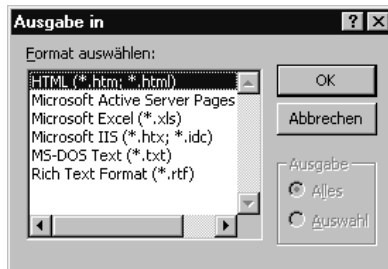 Ausgabe in
Format auswählen:
HTML (*.htm; *.html)
Microsoft Active Server Pages
Microsoft Excel (*.xls)
Microsoft IIS (*.htx; *.idc)
MS-DOS Text (*.txt)
Rich Text Format (*.rtf)
OK
Abbrechen
Ausgabe
Alles
Auswahl